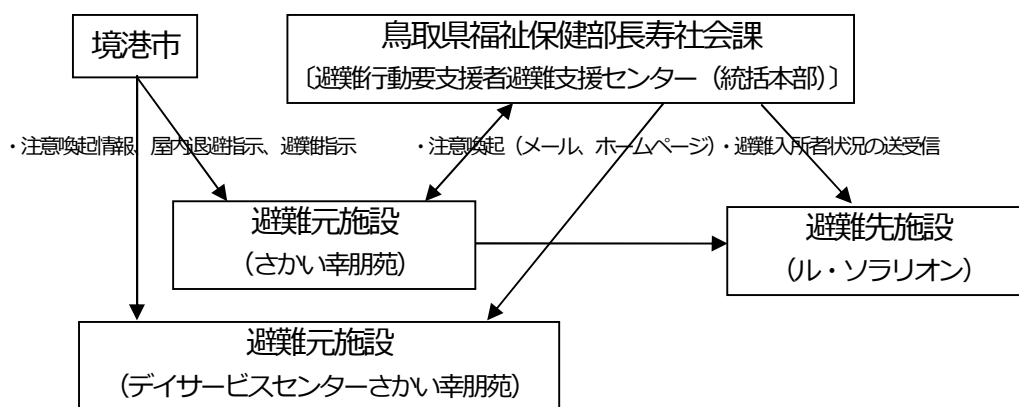 境港市
鳥取県福祉保健部長寿社会課
〔避難行動要支援者避難支援センター（統括本部）〕
・注意喚起情報、屋内退避指示、避難指示
・注意喚起（メール、ホームページ）・避難入所者状況の送受信
避難元施設
（さかい幸朋苑）
避難先施設
（ル・ソラリオン）
避難元施設
（デイサービスセンターさかい幸朋苑）